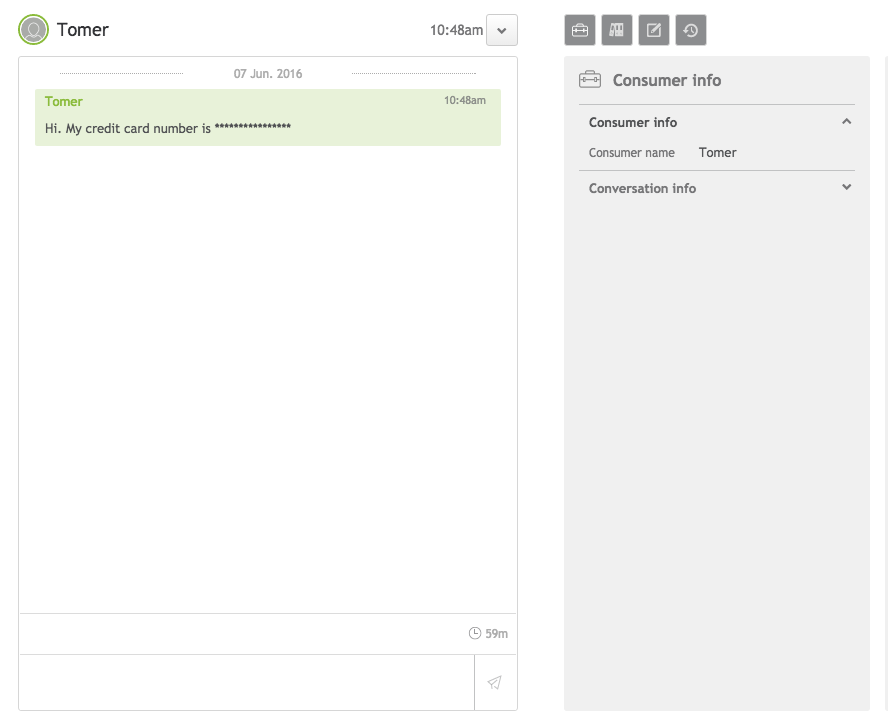 Tomer
10:48am
07 Jun. 2016
Tomer
10:48am
Hi. My credit card number is ****************
59m
Consumer info
Consumer info
Consumer name Tomer
Conversation info